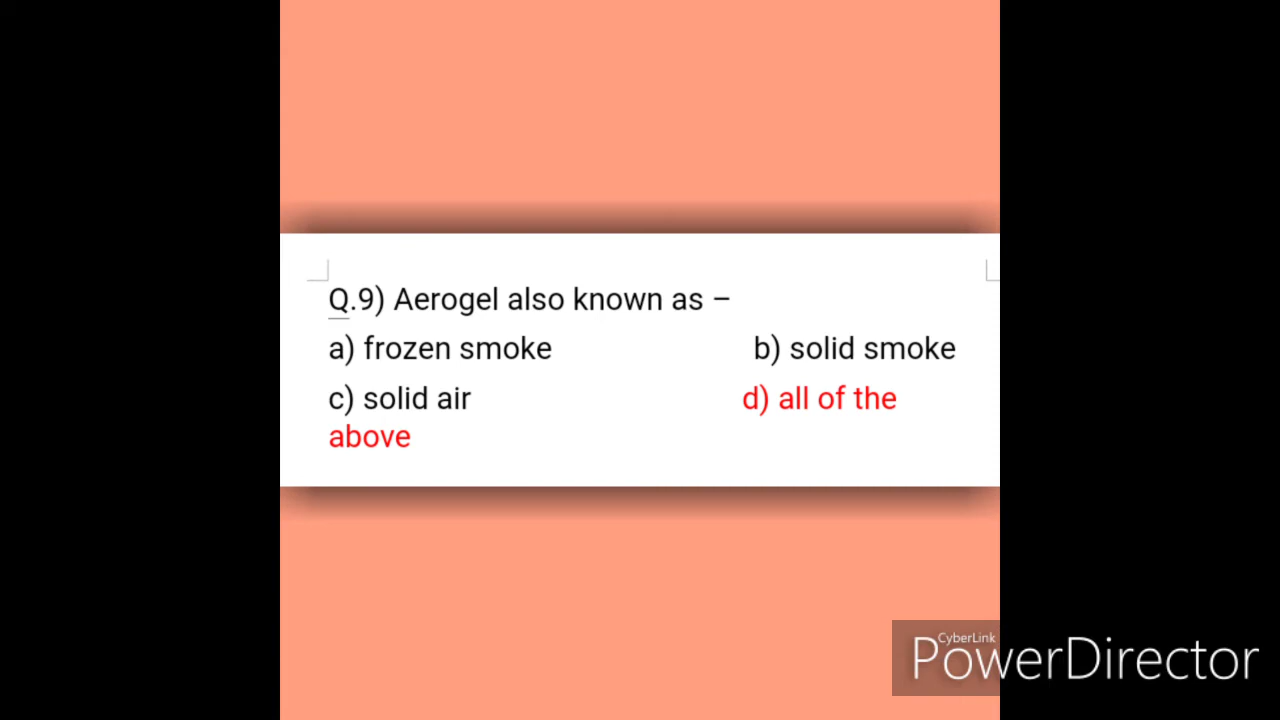 Q.9) Aerogel also known as –
a) frozen smoke b) solid smoke
c) solid air d) all of the
above
CyberLink
PowerDirector